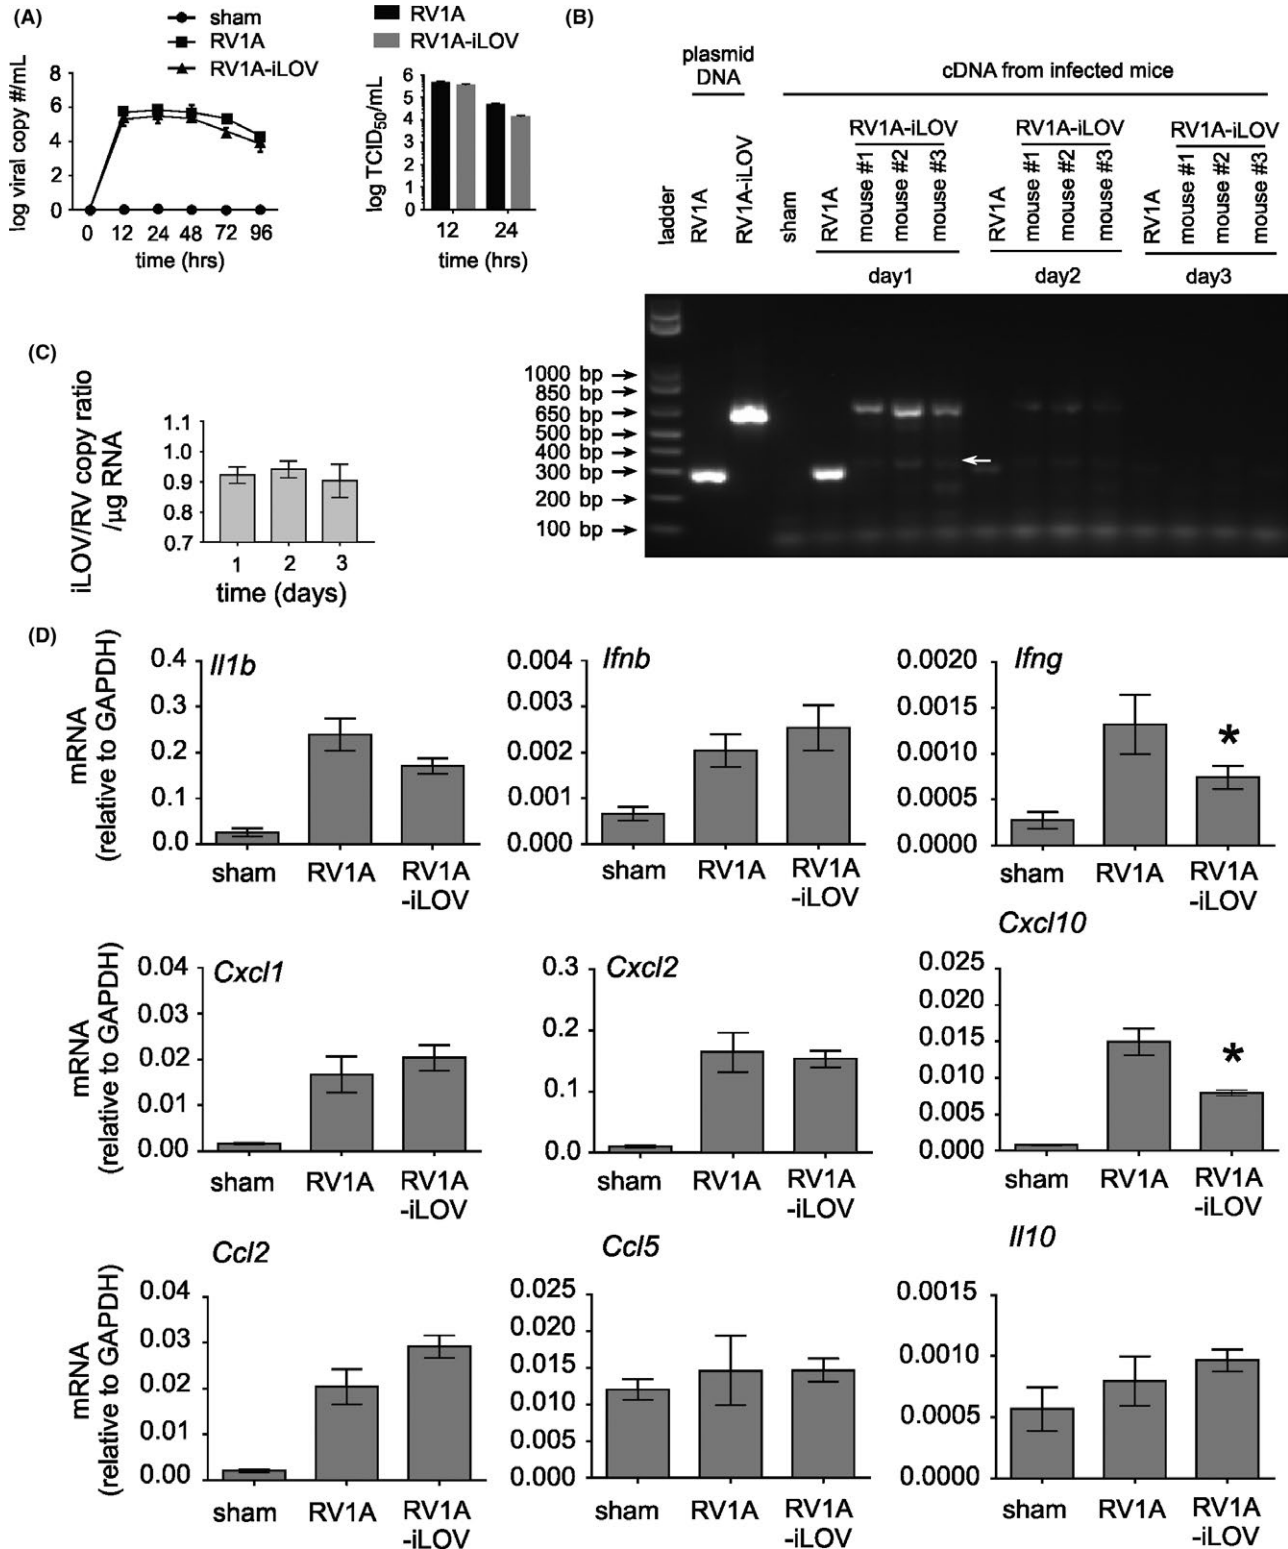 (A)
sham
RV1A
RV1A-iLOV
log viral copy #/mL
8
6
4
2
0
0 12 24 48 72 96
time (hrs)
RV1A
RV1A-iLOV
log TCID50/mL
6
5
4
3
2
1
0
12 24
time (hrs)
(B)
plasmid
DNA
cDNA from infected mice
RV1A-iLOV
RV1A-iLOV
RV1A-iLOV
ladder
RV1A
RV1A-iLOV
sham
RV1A
mouse #1
mouse #2
mouse #3
RV1A
mouse #1
mouse #2
mouse #3
RV1A
mouse #1
mouse #2
mouse #3
day1
day2
day3
1000 bp
850 bp
650 bp
500 bp
400 bp
300 bp
200 bp
100 bp
(C)
iLOV/RV copy ratio
/μg RNA
1.1
1.0
0.9
0.8
0.7
1 2 3
time (days)
(D)
mRNA
(relative to GAPDH)
Il1b
0.4
0.3
0.2
0.1
0.0
sham RV1A RV1A
-iLOV
Ifnb
0.004
0.003
0.002
0.001
0.000
sham RV1A RV1A
-iLOV
Ifng
0.0020
0.0015
0.0010
0.0005
0.0000
*
sham RV1A RV1A
-iLOV
mRNA
(relative to GAPDH)
Cxcl1
0.04
0.03
0.02
0.01
0.00
sham RV1A RV1A
-iLOV
Cxcl2
0.3
0.2
0.1
0.0
sham RV1A RV1A
-iLOV
Cxcl10
0.025
0.020
0.015
0.010
0.005
0.000
*
sham RV1A RV1A
-iLOV
mRNA
(relative to GAPDH)
Ccl2
0.04
0.03
0.02
0.01
0.00
sham RV1A RV1A
-iLOV
Ccl5
0.025
0.020
0.015
0.010
0.005
0.000
sham RV1A RV1A
-iLOV
Il10
0.0015
0.0010
0.0005
0.0000
sham RV1A RV1A
-iLOV